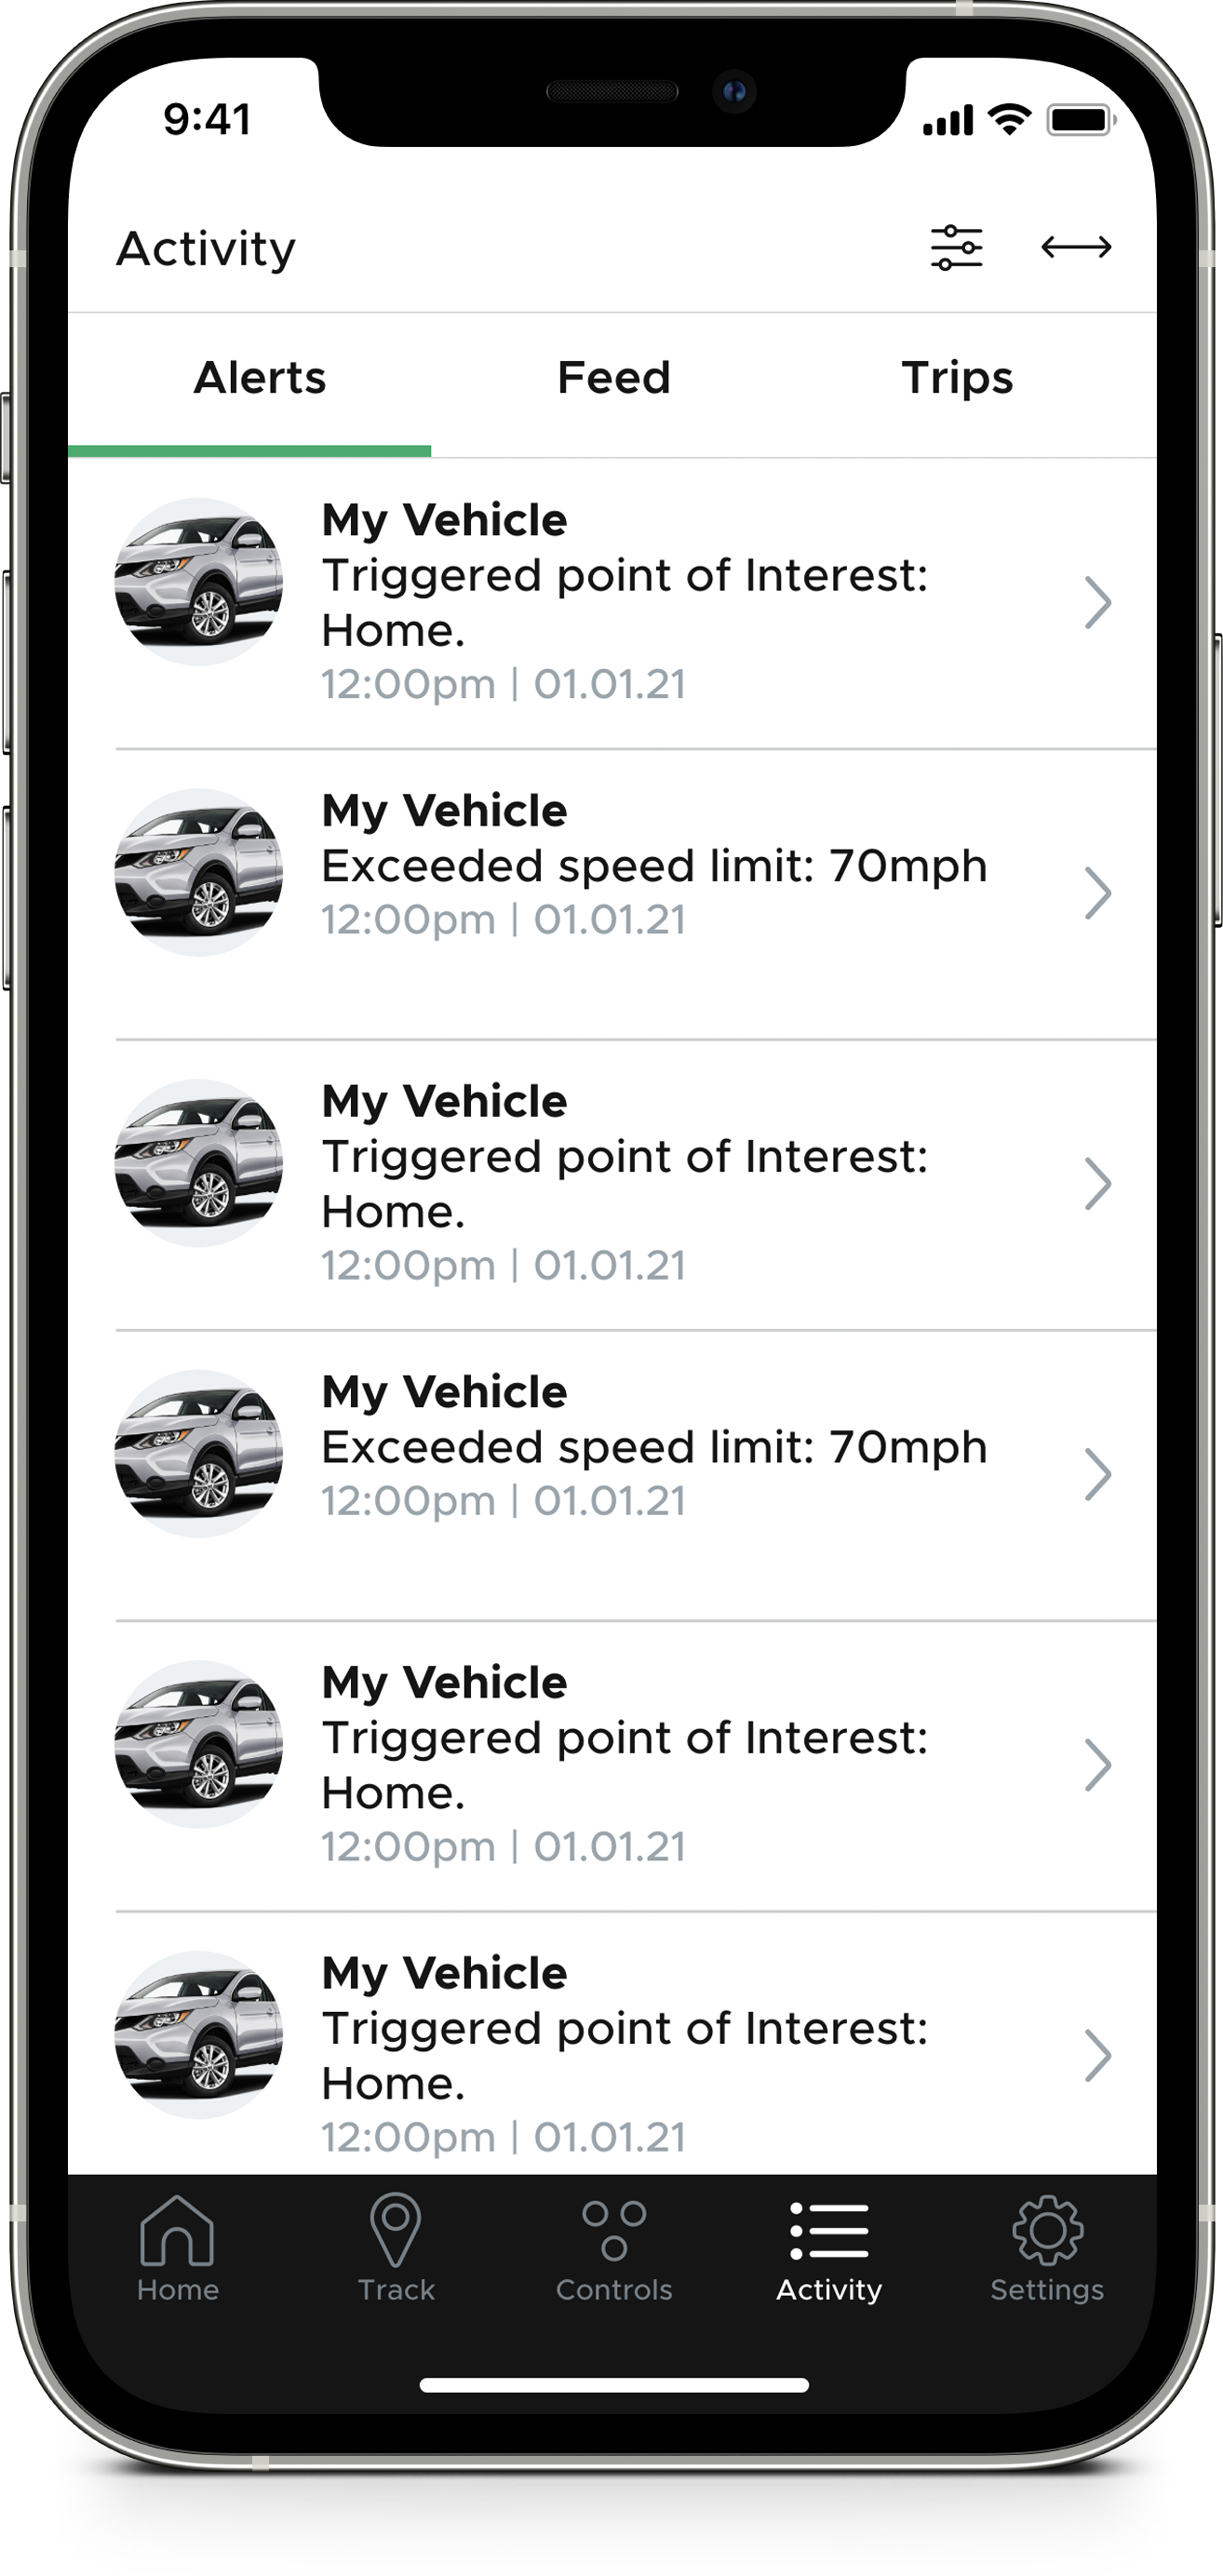 9:41
Activity
Alerts Feed Trips
My Vehicle
Triggered point of Interest:
Home.
12:00pm | 01.01.21
My Vehicle
Exceeded speed limit: 70mph
12:00pm | 01.01.21
My Vehicle
Triggered point of Interest:
Home.
12:00pm | 01.01.21
My Vehicle
Exceeded speed limit: 70mph
12:00pm | 01.01.21
My Vehicle
Triggered point of Interest:
Home.
12:00pm | 01.01.21
My Vehicle
Triggered point of Interest:
Home.
12:00pm | 01.01.21
Home Track Controls Activity Settings